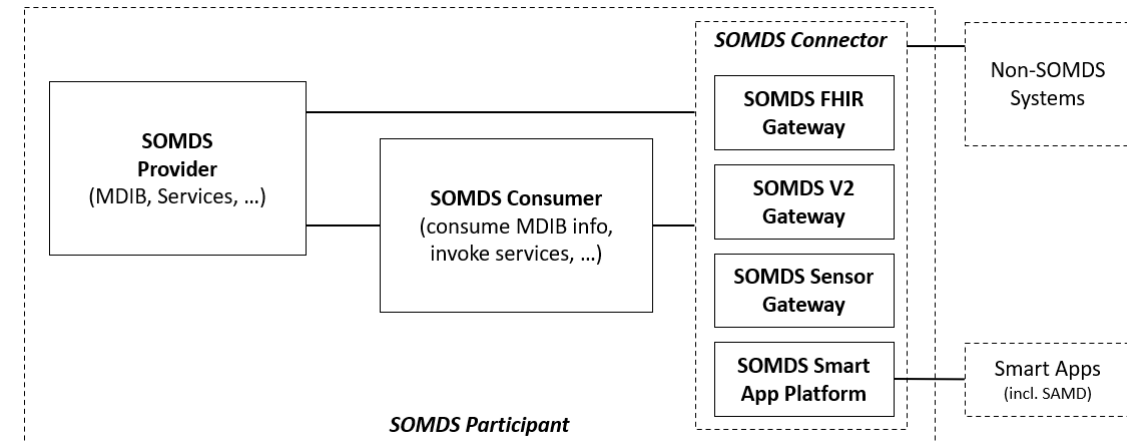 SOMDS Connector
Non-SOMDS
Systems
SOMDS FHIR
Gateway
SOMDS
Provider
(MDIB, Services, ...)
SOMDS Consumer
(consume MDIB info,
invoke services, ...)
SOMDS V2
Gateway
SOMDS Sensor
Gateway
SOMDS Smart
App Platform
Smart Apps
(incl. SAMD)
SOMDS Participant